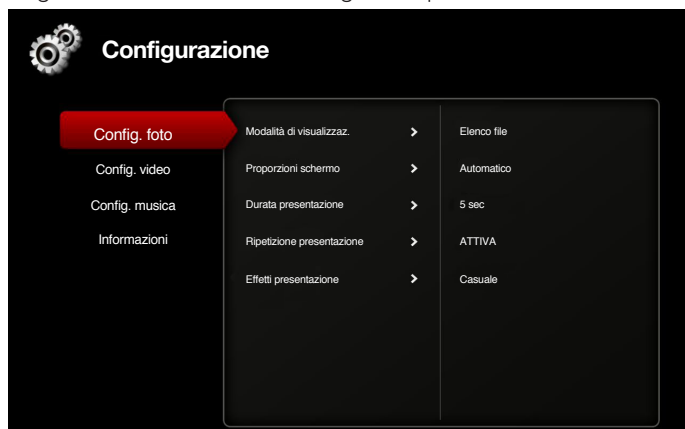 Configurazione
Config. foto
Config. video
Config. musica
Informazioni
Modalità di visualizzaz. Elenco file
Proporzioni schermo Automatico
Durata presentazione 5 sec
Ripetizione presentazione ATTIVA
Effetti presentazione Casuale